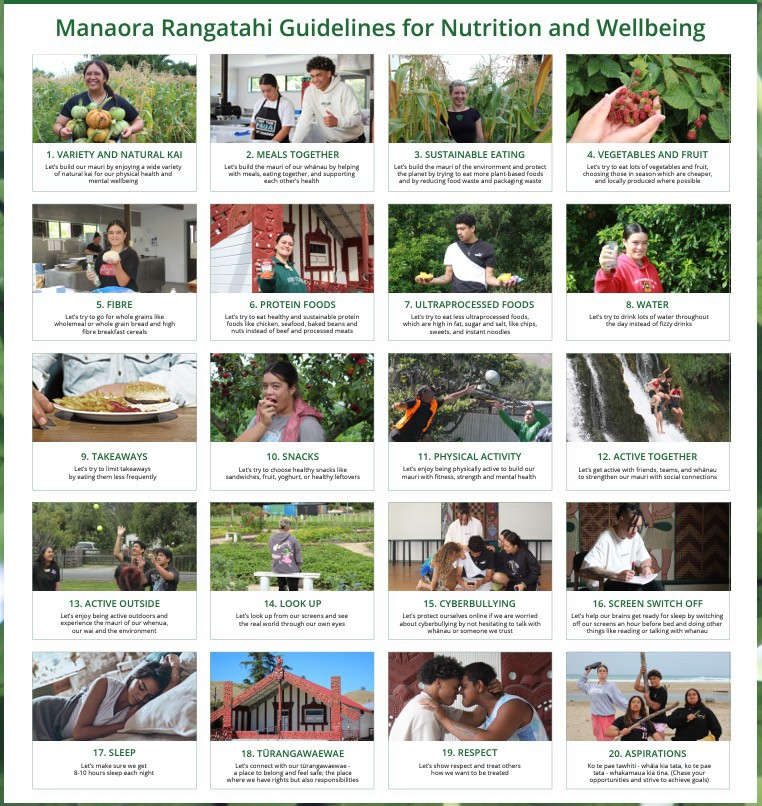 Manaora Rangatahi Guidelines for Nutrition and Wellbeing
1. VARIETY AND NATURAL KAI
Let's build our mauri by enjoying a wide variety
of natural kai for our physical health and
mental wellbeing
2. MEALS TOGETHER
Let's build the mauri of our whānau by helping
with meals, eating together, and supporting
each other's health
3. SUSTAINABLE EATING
Let's build the mauri of the environment and protect
the planet by trying to eat more plant-based foods
and by reducing food waste and packaging waste
4. VEGETABLES AND FRUIT
Let's try to eat lots of vegetables and fruit,
choosing those in season which are cheaper,
and locally produced where possible
5. FIBRE
Let's try to go for whole grains like
wholemeal or whole grain bread and high
fibre breakfast cereals
6. PROTEIN FOODS
Let's try to eat healthy and sustainable protein
foods like chicken, seafood, baked beans and
nuts instead of beef and processed meats
7. ULTRAPROCESSED FOODS
Let's try to eat less ultraprocessed foods,
which are high in fat, sugar and salt, like chips,
sweets, and instant noodles
8. WATER
Let's try to drink lots of water throughout
the day instead of fizzy drinks
9. TAKEAWAYS
Let's try to limit takeaways
by eating them less frequently
10. SNACKS
Let's try to choose healthy snacks like
sandwiches, fruit, yoghurt, or healthy leftovers
11. PHYSICAL ACTIVITY
Let's enjoy being physically active to build our
mauri with fitness, strength and mental health
12. ACTIVE TOGETHER
Let's get active with friends, teams, and whānau
to strengthen our mauri with social connections
13. ACTIVE OUTSIDE
Let's enjoy being active outdoors and
experience the mauri of our whenua,
our wai and the environment
14. LOOK UP
Let's look up from our screens and see
the real world through our own eyes
15. CYBERBULLYING
Let's protect ourselves online if we are worried
about cyberbullying by not hesitating to talk with
whānau or someone we trust
16. SCREEN SWITCH OFF
Let's help our brains get ready for sleep by switching
off our screens an hour before bed and doing other
things like reading or talking with whanau
17. SLEEP
Let's make sure we get
8-10 hours sleep each night
18. TŪRANGAWAEWAE
Let's connect with our tūrangawaewae -
a place to belong and feel safe; the place
where we have rights but also responsibilities
19. RESPECT
Let's show respect and treat others
how we want to be treated
20. ASPIRATIONS
Ko te pae tawhiti - whāia kia tata, ko te pae
tata - whakamaua kia tina. (Chase your
opportunities and strive to achieve goals)